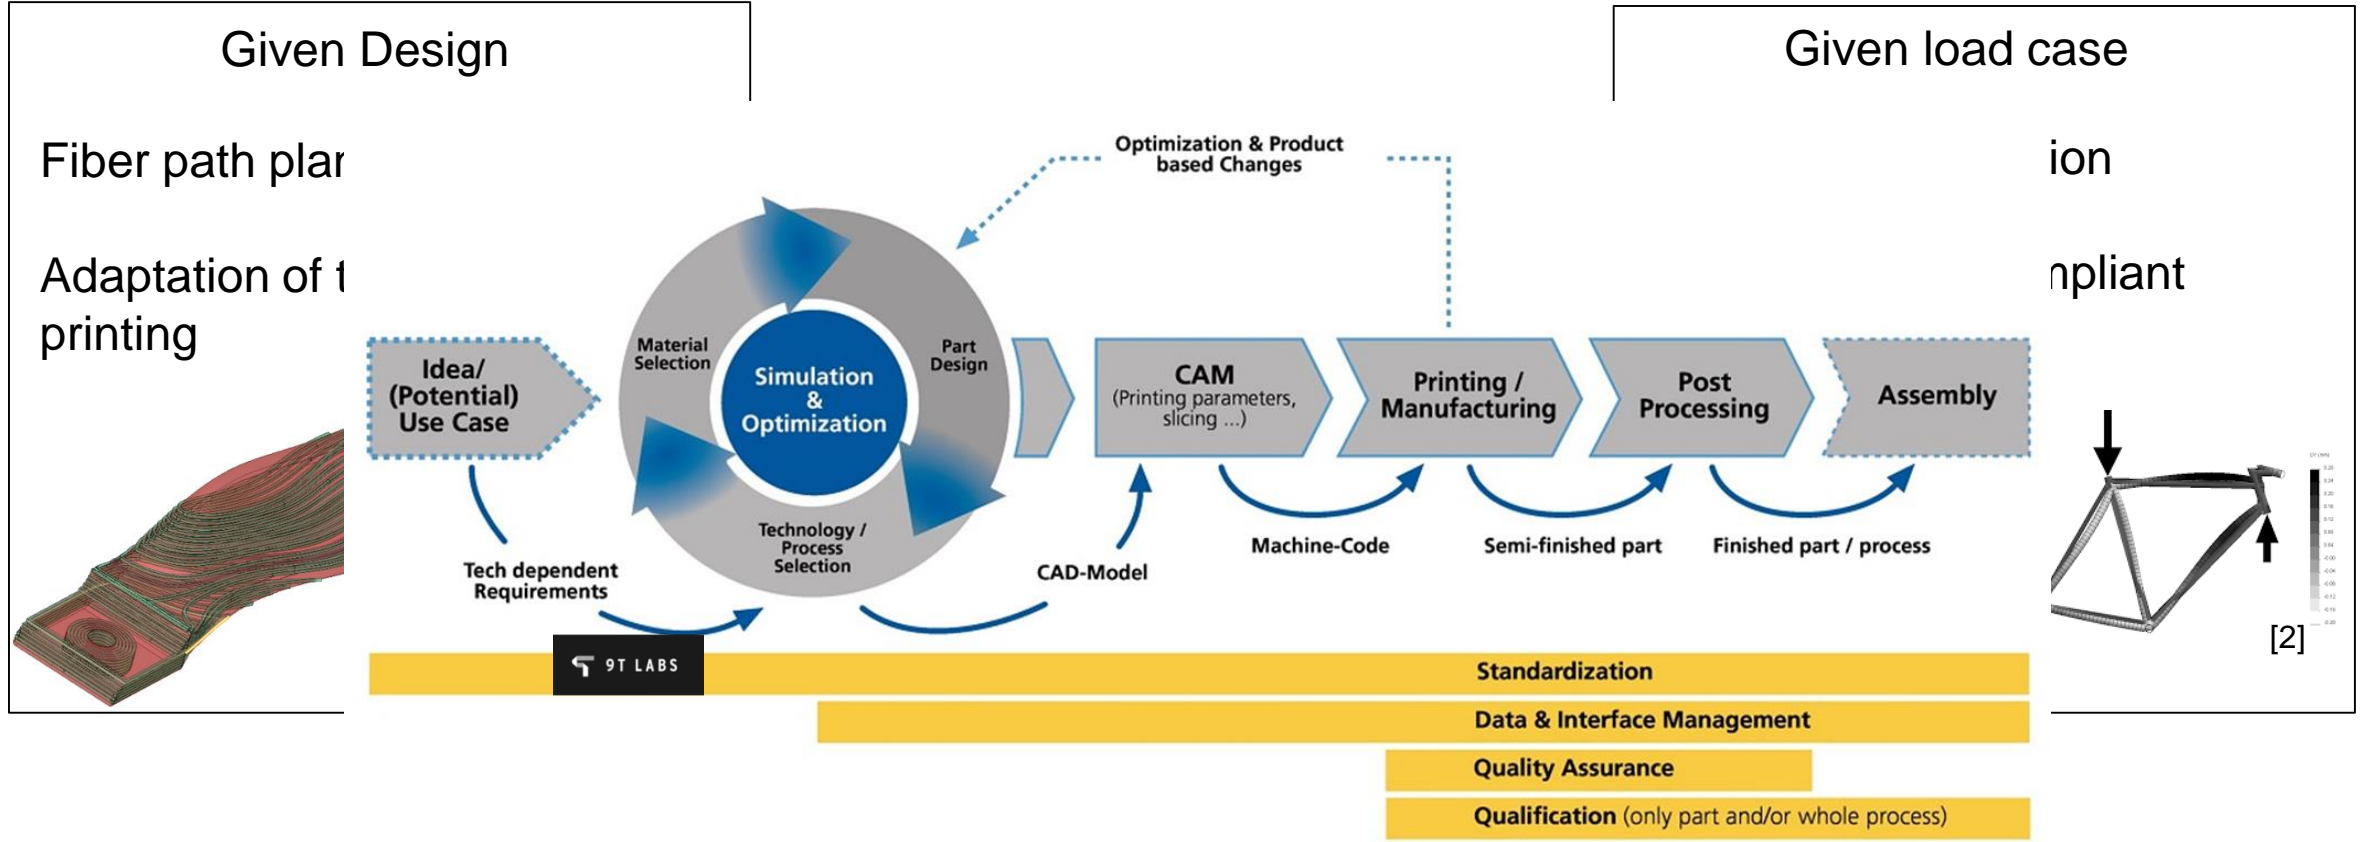 Given Design
Fiber path plan
Adaptation of t
printing
Given load case
ion
mpliant
[2]
Optimization & Product
based Changes
Idea/
(Potential)
Use Case
Material
Selection
Part
Design
Simulation
&
Optimization
Technology /
Process
Selection
CAM
(Printing parameters,
slicing ...)
Printing /
Manufacturing
Post
Processing
Assembly
Tech dependent
Requirements
CAD-Model
Machine-Code
Semi-finished part
Finished part / process
9T LABS
Standardization
Data & Interface Management
Quality Assurance
Qualification (only part and/or whole process)